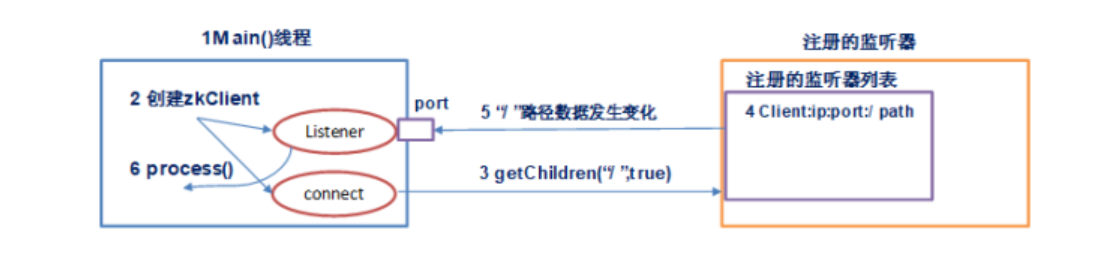 1Main()线程
注册的监听器
2 创建zkClient
port
注册的监听器列表
Listener
5 “/ ”路径数据发生变化
4 Client:ip:port:/ path
6 process()
3 getChildren(“/ ”,true)
connect